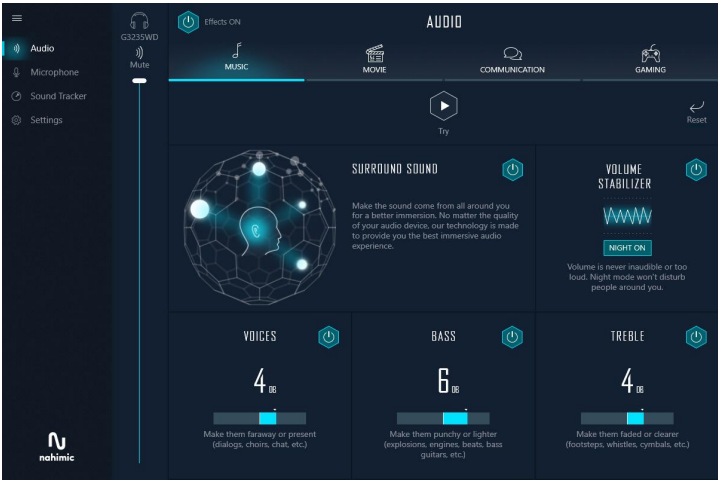 Audio
Microphone
Sound Tracker
Settings
nahimic
G3235WD
Mute
Effects ON
AUDIO
MUSIC
MOVIE
COMMUNICATION
GAMING
Try
Reset
SURROUND SOUND
Make the sound come from all around you
for a better immersion. No matter the quality
of your audio device, our technology is made
to provide you the best immersive audio
experience.
VOLUME
STABILIZER
NIGHT ON
Volume is never inaudible or too
loud. Night mode won't disturb
people around you.
VOICES
4 DB
Make them faraway or present
(dialogs, choirs, chat, etc.)
BASS
6 DB
Make them punchy or lighter
(explosions, engines, beats, bass
guitars, etc.)
TREBLE
4 DB
Make them faded or clearer
(footsteps, whistles, cymbals, etc.)